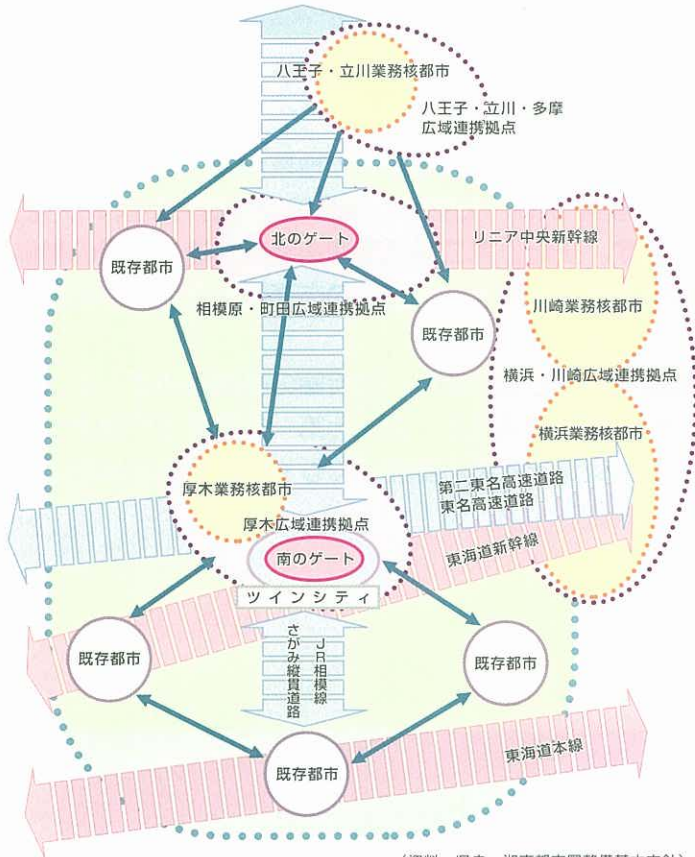 八王子・立川業務核都市
八王子・立川・多摩
広域連携拠点
北のゲート
リニア中央新幹線
既存都市
相模原・町田広域連携拠点
既存都市
川崎業務核都市
横浜・川崎広域連携拠点
横浜業務核都市
厚木業務核都市
第二東名高速道路
東名高速道路
厚木広域連携拠点
南のゲート
東海道新幹線
ツインシティ
JR相模線
さがみ縦貫道路
既存都市
既存都市
既存都市
東海道本線